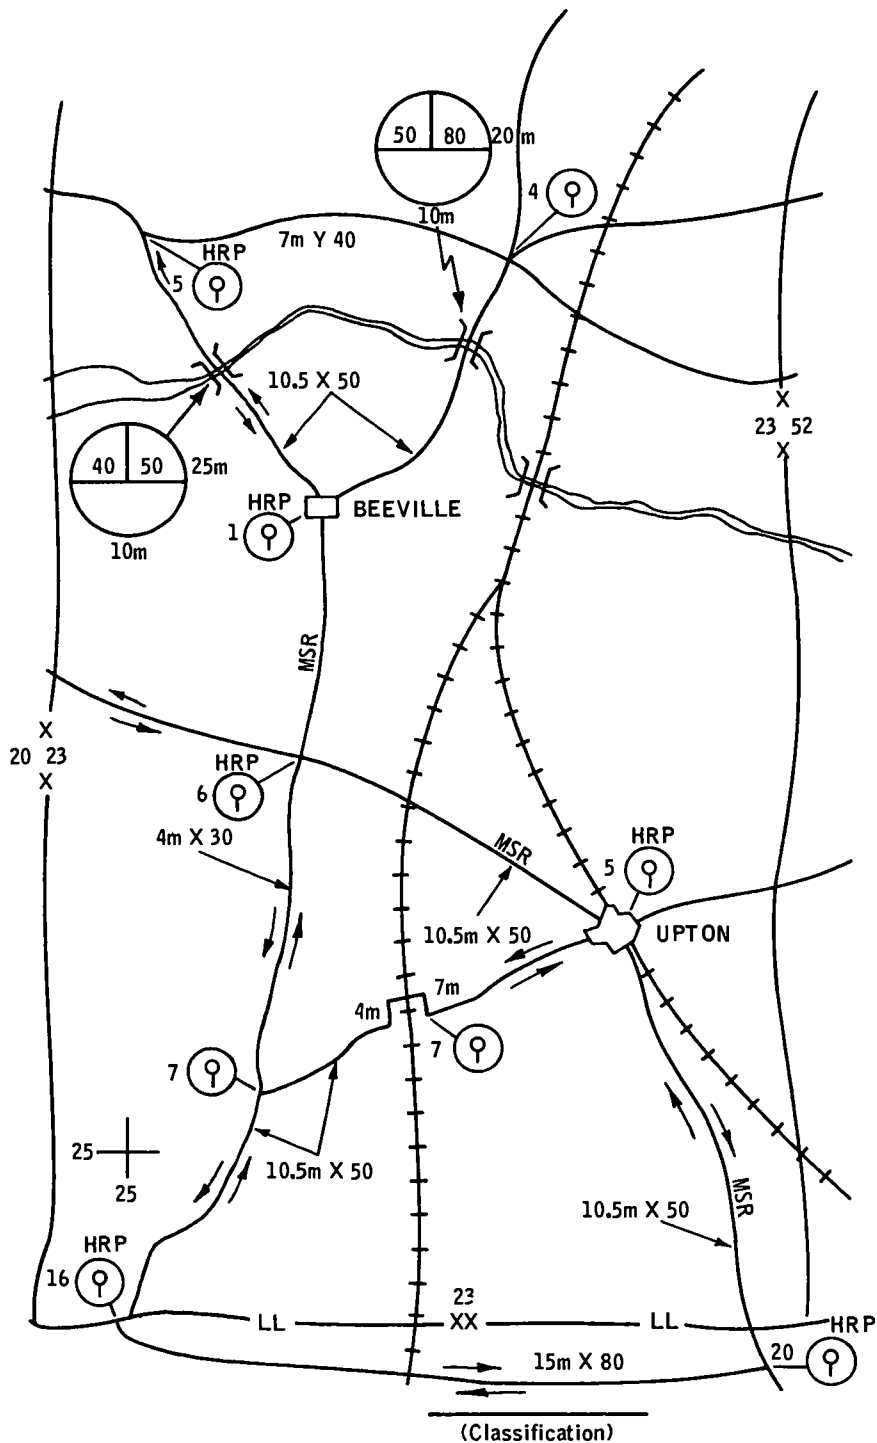 50 80 20 m
10m
4
HRP
5
7m Y 40
10.5 X 50
X
23 52
X
40 50 25m
10m
HRP
1
BEEVILLE
MSR
X
20 23
X
HRP
6
4m X 30
MSR
HRP
5
10.5m X 50
UPTON
7m
4m
7
7
25
25
10.5m X 50
10.5m X 50
MSR
HRP
16
23
LL XX LL
HRP
20
15m X 80
(Classification)